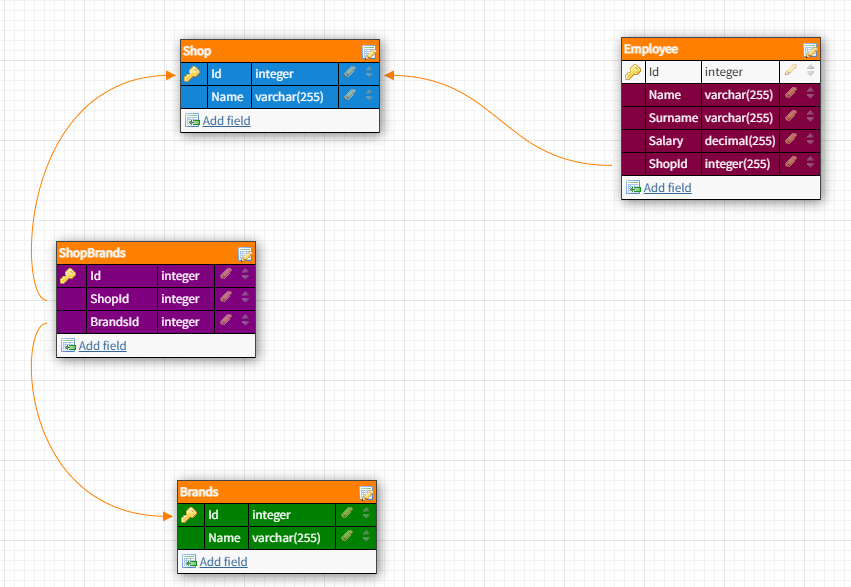 Shop
Id integer
Name varchar(255)
Add field
Employee
Id integer
Name varchar(255)
Surname varchar(255)
Salary decimal(255)
ShopId integer(255)
Add field
ShopBrands
Id integer
ShopId integer
BrandsId integer
Add field
Brands
Id integer
Name varchar(255)
Add field